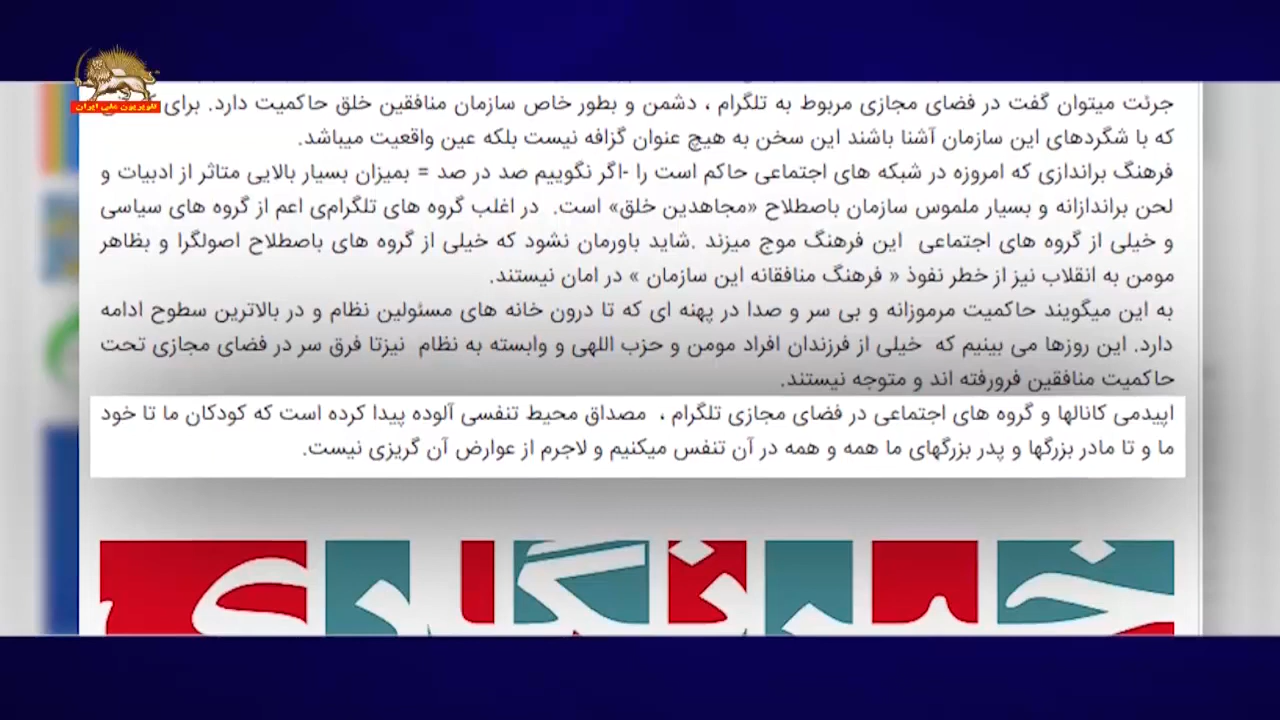 تلویزیون ملی ایران
جرئت میتوان گفت در فضای مجازی مربوط به تلگرام ، دشمن و بطور خاص سازمان منافقین خلق حاکمیت دارد. برای
که با شگردهای این سازمان آشنا باشند این سخن به هیچ عنوان گزافه نیست بلکه عین واقعیت میباشد.
فرهنگ براندازی که امروزه در شبکه های اجتماعی حاکم است را -اگر نگوییم صد در صد = بمیزان بسیار بالایی متاثر از ادبیات و
لحن براندازانه و بسیار ملموس سازمان باصطلاح «مجاهدین خلق» است. در اغلب گروه های تلگرامی اعم از گروه های سیاسی
و خیلی از گروه های اجتماعی این فرهنگ موج میزند .شاید باورمان نشود که خیلی از گروه های باصطلاح اصولگرا و بظاهر
مومن به انقلاب نیز از خطر نفوذ « فرهنگ منافقانه این سازمان » در امان نیستند.
به این میگویند حاکمیت مرموزانه و بی سر و صدا در پهنه ای که تا درون خانه های مسئولین نظام و در بالاترین سطوح ادامه
دارد. این روزها می بینیم که خیلی از فرزندان افراد مومن و حزب اللهی و وابسته به نظام نیزتا فرق سر در فضای مجازی تحت
حاکمیت منافقین فرورفته اند و متوجه نیستند.
اپیدمی کانالها و گروه های اجتماعی در فضای مجازی تلگرام ، مصداق محیط تنفسی آلوده پیدا کرده است که کودکان ما تا خود
ما و تا مادر بزرگها و پدر بزرگهای ما همه و همه در آن تنفس میکنیم و لاجرم از عوارض آن گریزی نیست.